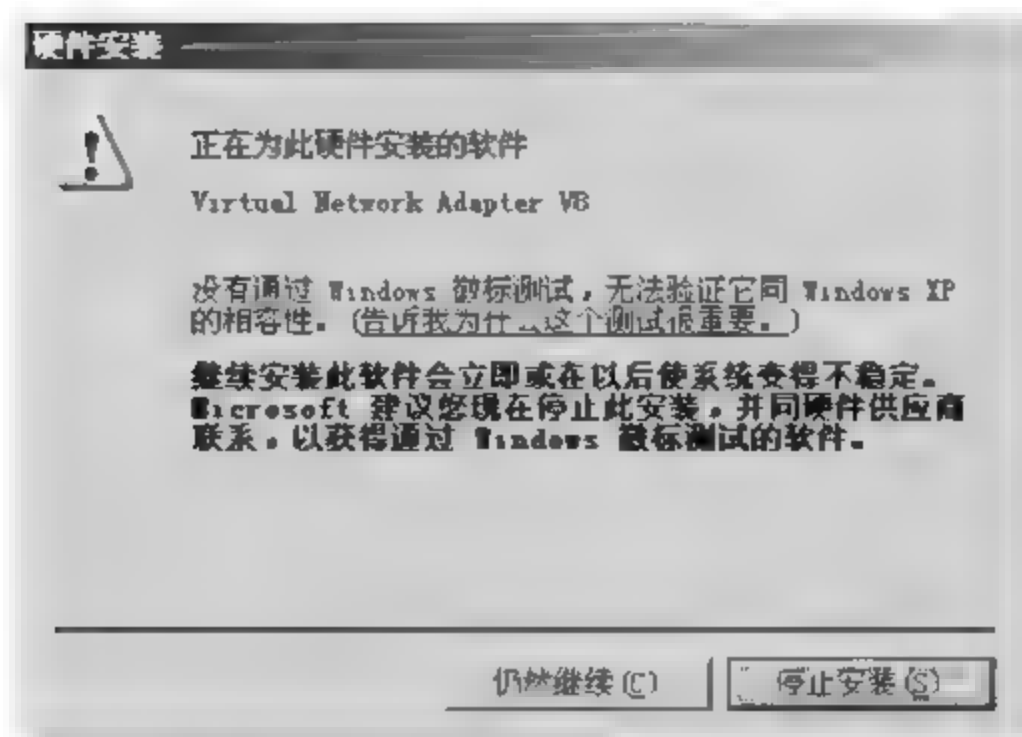 硬件安装
正在为此硬件安装的软件
Virtual Network Adapter V8
没有通过 Windows 徽标测试，无法验证它同 Windows XP
的相容性。(告诉我为什么这个测试很重要。)
继续安装此软件会立即或在以后使系统变得不稳定。
Microsoft 建议您现在停止此安装，并同硬件供应商
联系，以获得通过 Windows 徽标测试的软件。
仍然继续(C)
停止安装(S)